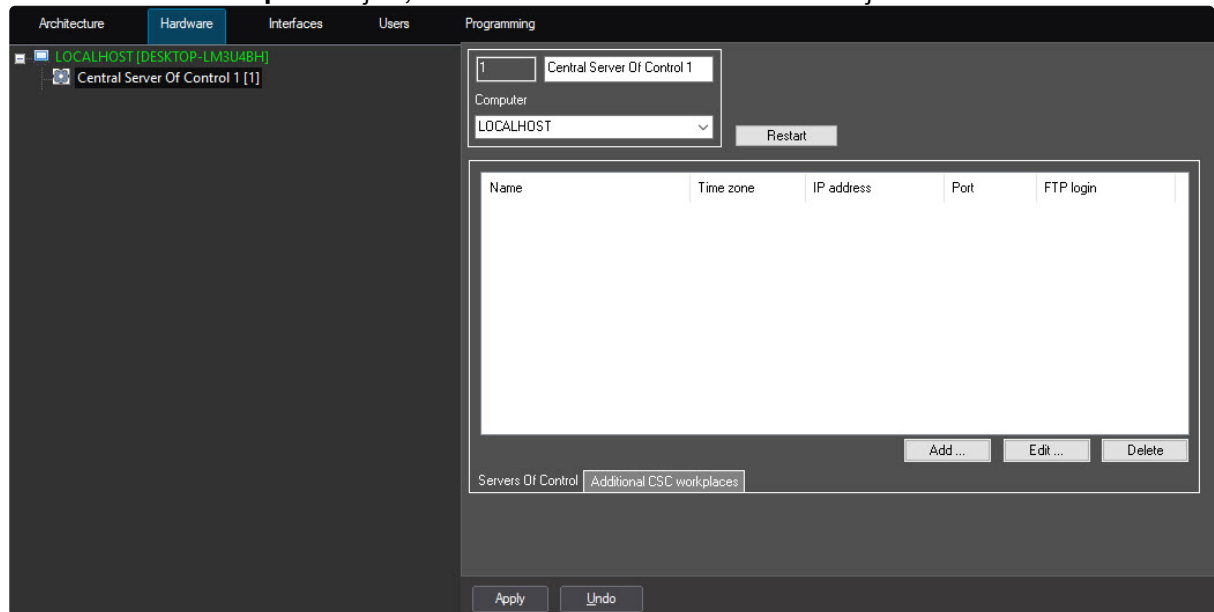 Architecture Hardware Interfaces Users Programming
LOCALHOST [DESKTOP-LM3U4BH]
Central Server Of Control 1 [1]
1 Central Server Of Control 1
Computer
LOCALHOST
Restart
Name Time zone IP address Port FTP login
Add ... Edit ... Delete
Servers Of Control Additional CSC workplaces
Apply Undo